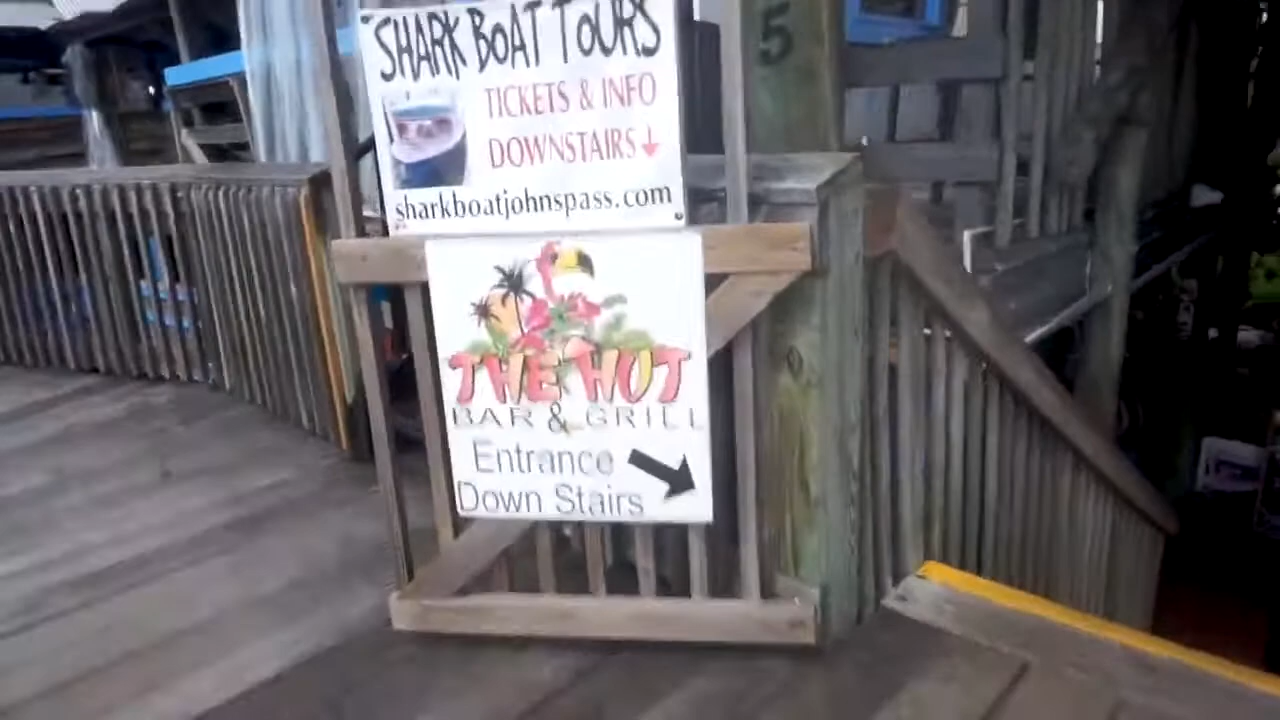 SHARK BOAT TOURS
TICKETS & INFO
DOWNSTAIRS↓
sharkboatjohnspass.com
5
THE HUT
BAR & GRILL
Entrance
Down Stairs